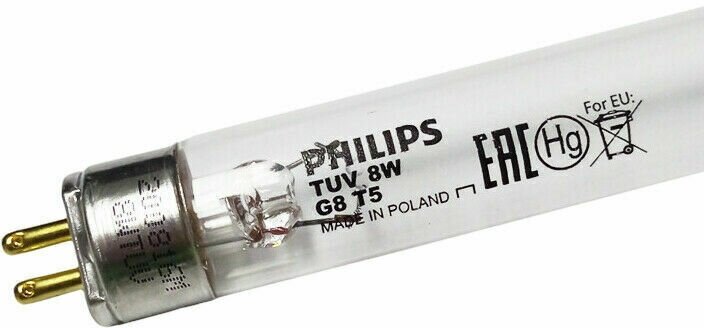 PHILIPS
TUV 8W
G8 T5
MADE IN POLAND
EAC
Hg
For EU: